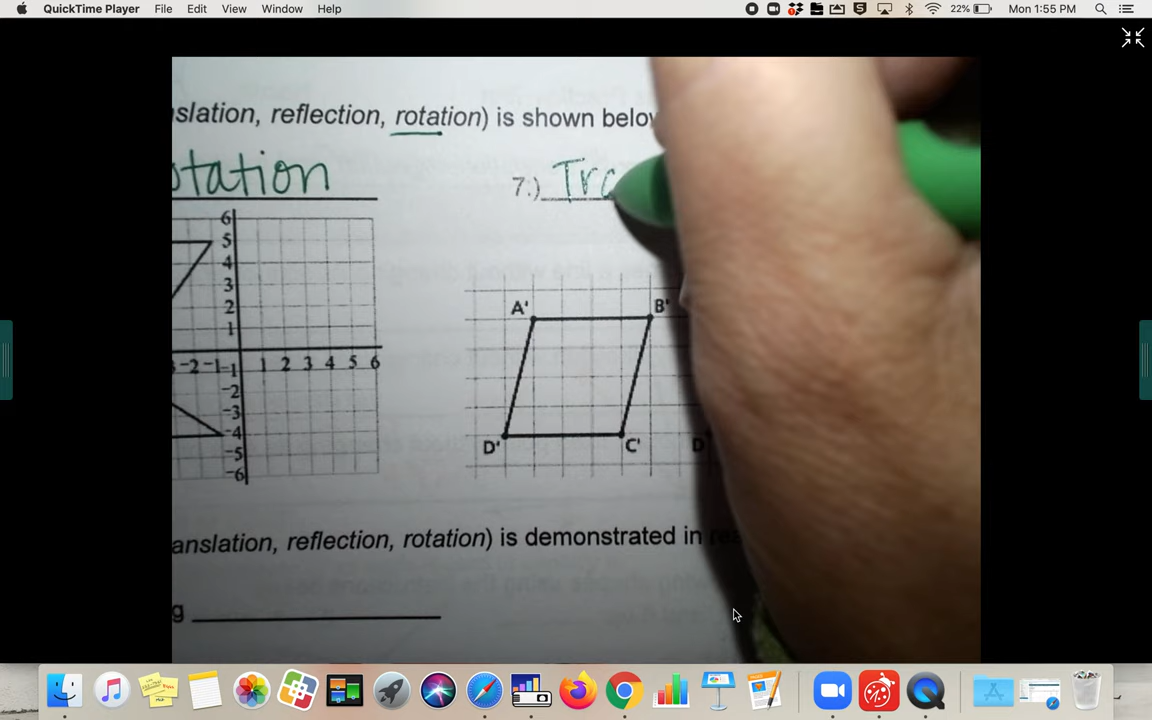 QuickTime Player File Edit View Window Help 22% Mon 1:55 PM
slation, reflection, rotation) is shown below
otation
7.) Tra
6
5
4
3
2
1
-2 -1 1 2 3 4 5 6
-1
-2
-3
-4
-5
-6
A' B'
D' C' D
anslation, reflection, rotation) is demonstrated in
g